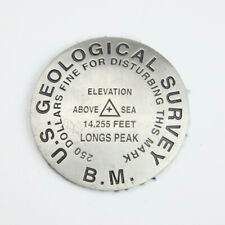 U.S. GEOLOGICAL SURVEY
250 DOLLARS FINE FOR DISTURBING THIS MARK
ELEVATION
ABOVE SEA
14,255 FEET
LONGS PEAK
B.M.